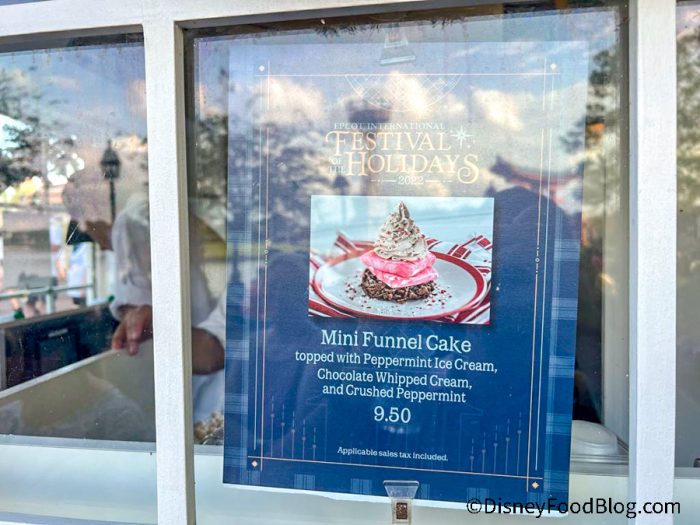 EPCOT INTERNATIONAL
FESTIVAL
OF THE HOLIDAYS
2022
Mini Funnel Cake
topped with Peppermint Ice Cream,
Chocolate Whipped Cream,
and Crushed Peppermint
9.50
Applicable sales tax included.
©DisneyFoodBlog.com